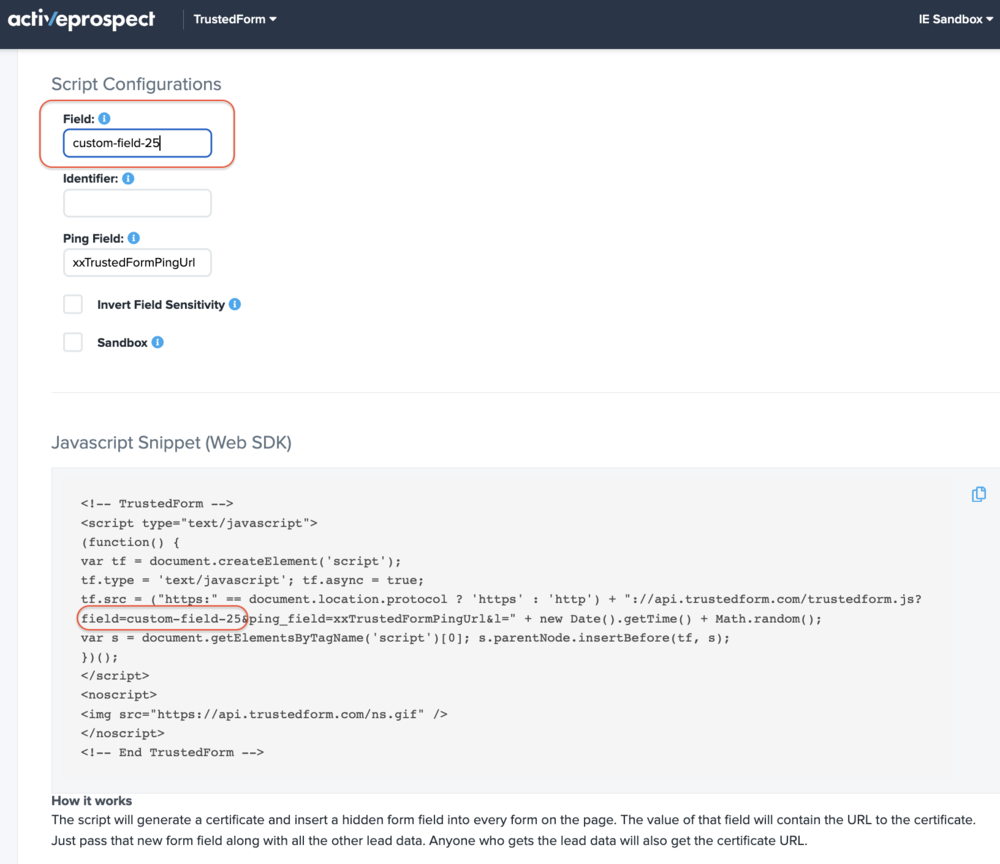 activeprospect
TrustedForm
IE Sandbox
Script Configurations
Field:
custom-field-25
Identifier:
Ping Field:
xxTrustedFormPingUrl
Invert Field Sensitivity
Sandbox
Javascript Snippet (Web SDK)
<!-- TrustedForm -->
<script type="text/javascript">
(function() {
var tf = document.createElement('script');
tf.type = 'text/javascript'; tf.async = true;
tf.src = ("https:" == document.location.protocol ? 'https' : 'http') + "://api.trustedform.com/trustedform.js?
field=custom-field-25&ping_field=xxTrustedFormPingUrl&l=" + new Date().getTime() + Math.random();
var s = document.getElementsByTagName('script')[0]; s.parentNode.insertBefore(tf, s);
})();
</script>
<noscript>
<img src="https://api.trustedform.com/ns.gif" />
</noscript>
<!-- End TrustedForm -->
How it works
The script will generate a certificate and insert a hidden form field into every form on the page. The value of that field will contain the URL to the certificate.
Just pass that new form field along with all the other lead data. Anyone who gets the lead data will also get the certificate URL.